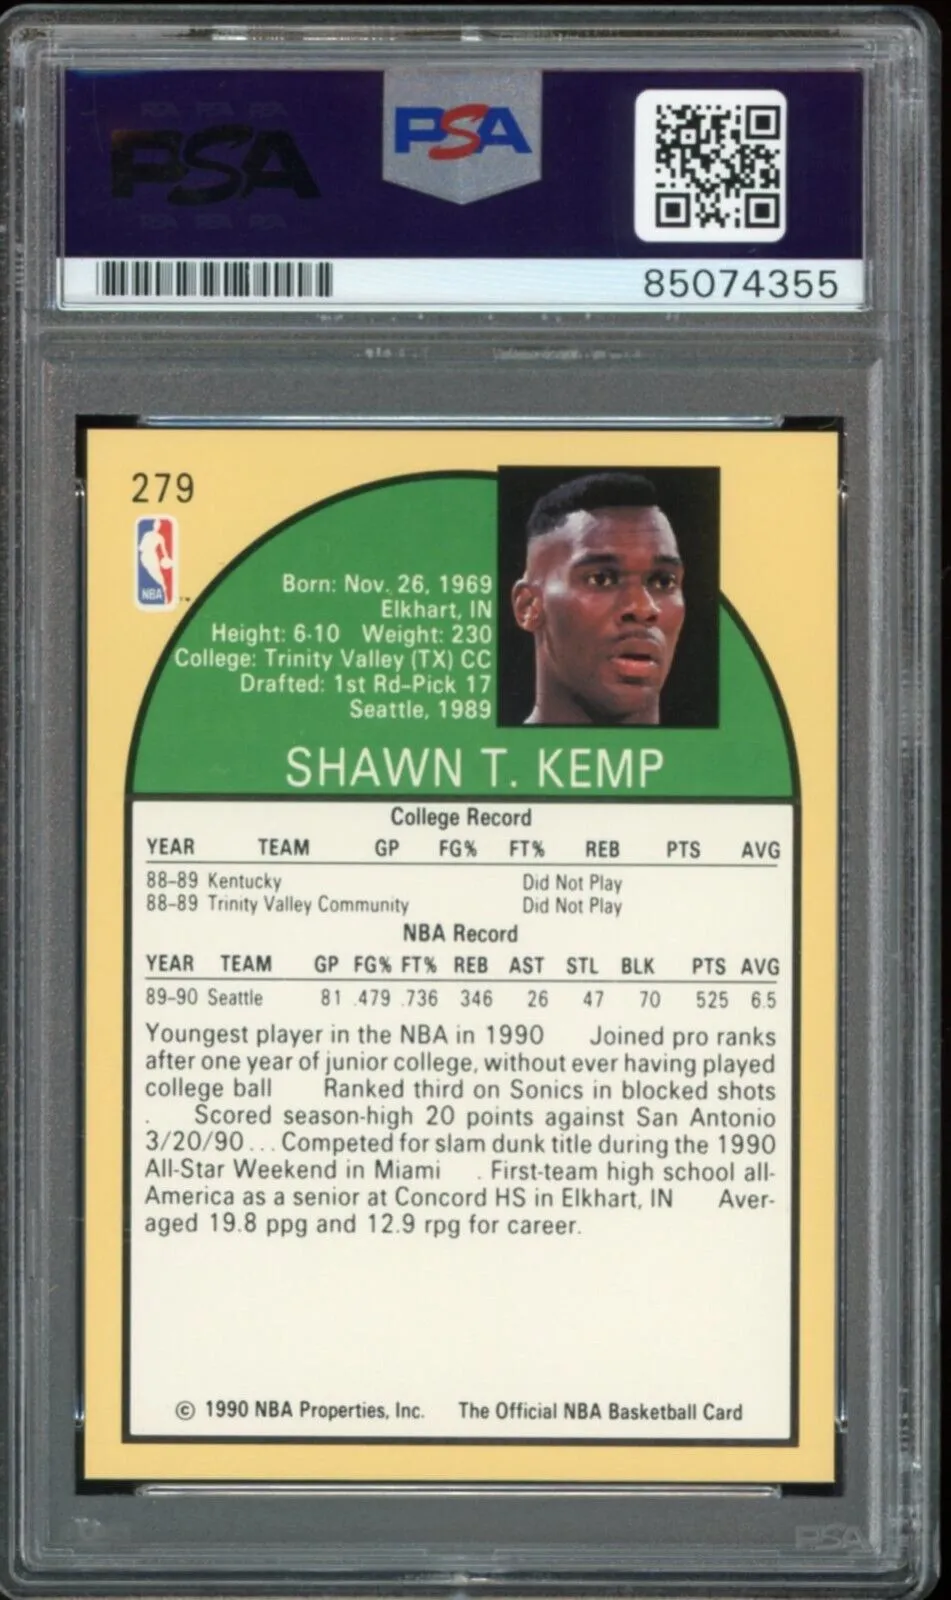 PSA PSA PSA
PSA
PSA PSA PSA
PSA
85074355
279
NBA
Born: Nov. 26, 1969
Elkhart, IN
Height: 6-10 Weight: 230
College: Trinity Valley (TX) CC
Drafted: 1st Rd-Pick 17
Seattle, 1989
SHAWN T. KEMP
College Record
YEAR TEAM GP FG% FT% REB PTS AVG
88-89 Kentucky Did Not Play
88-89 Trinity Valley Community Did Not Play
NBA Record
YEAR TEAM GP FG% FT% REB AST STL BLK PTS AVG
89-90 Seattle 81 .479 .736 346 26 47 70 525 6.5
Youngest player in the NBA in 1990 Joined pro ranks
after one year of junior college, without ever having played
college ball Ranked third on Sonics in blocked shots
. Scored season-high 20 points against San Antonio
3/20/90 ... Competed for slam dunk title during the 1990
All-Star Weekend in Miami . First-team high school all-
America as a senior at Concord HS in Elkhart, IN Aver-
aged 19.8 ppg and 12.9 rpg for career.
© 1990 NBA Properties, Inc. The Official NBA Basketball Card
PSA